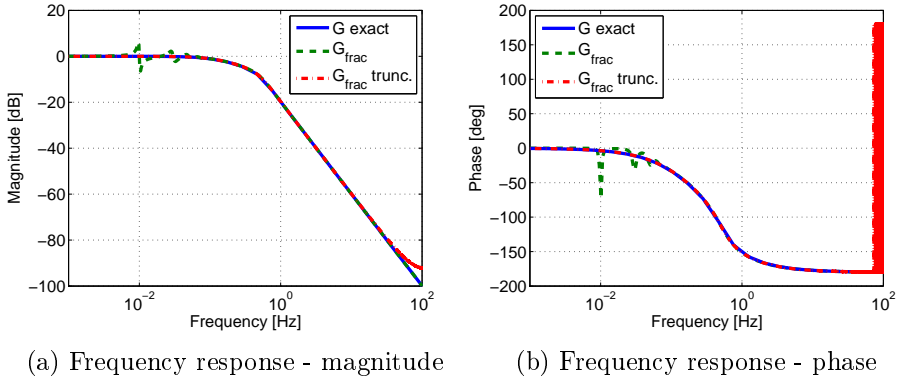 20
0
−20
−40
−60
−80
−100
Magnitude [dB]
10^−2
10^0
10^2
Frequency [Hz]
G exact
G_frac
G_frac trunc.
200
150
100
50
0
−50
−100
−150
−200
Phase [deg]
10^−2
10^0
10^2
Frequency [Hz]
G exact
G_frac
G_frac trunc.
(a) Frequency response - magnitude
(b) Frequency response - phase